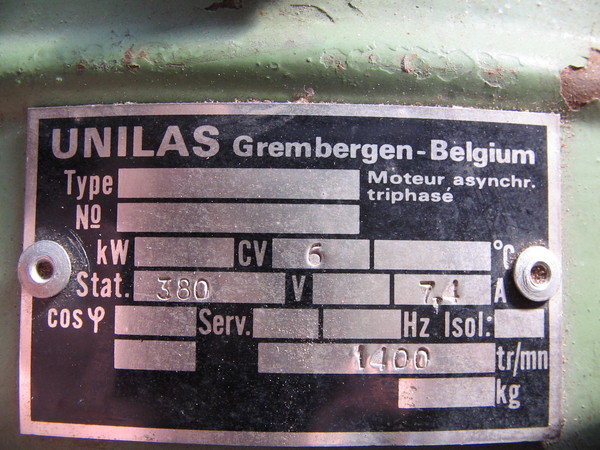 UNILAS Grembergen-Belgium
Type Moteur asynchr.
triphasé
Nº
kW CV 6 °C
Stat. 380 V 7,4 A
cosφ Serv. Hz Isol:
1400 tr/mn
kg